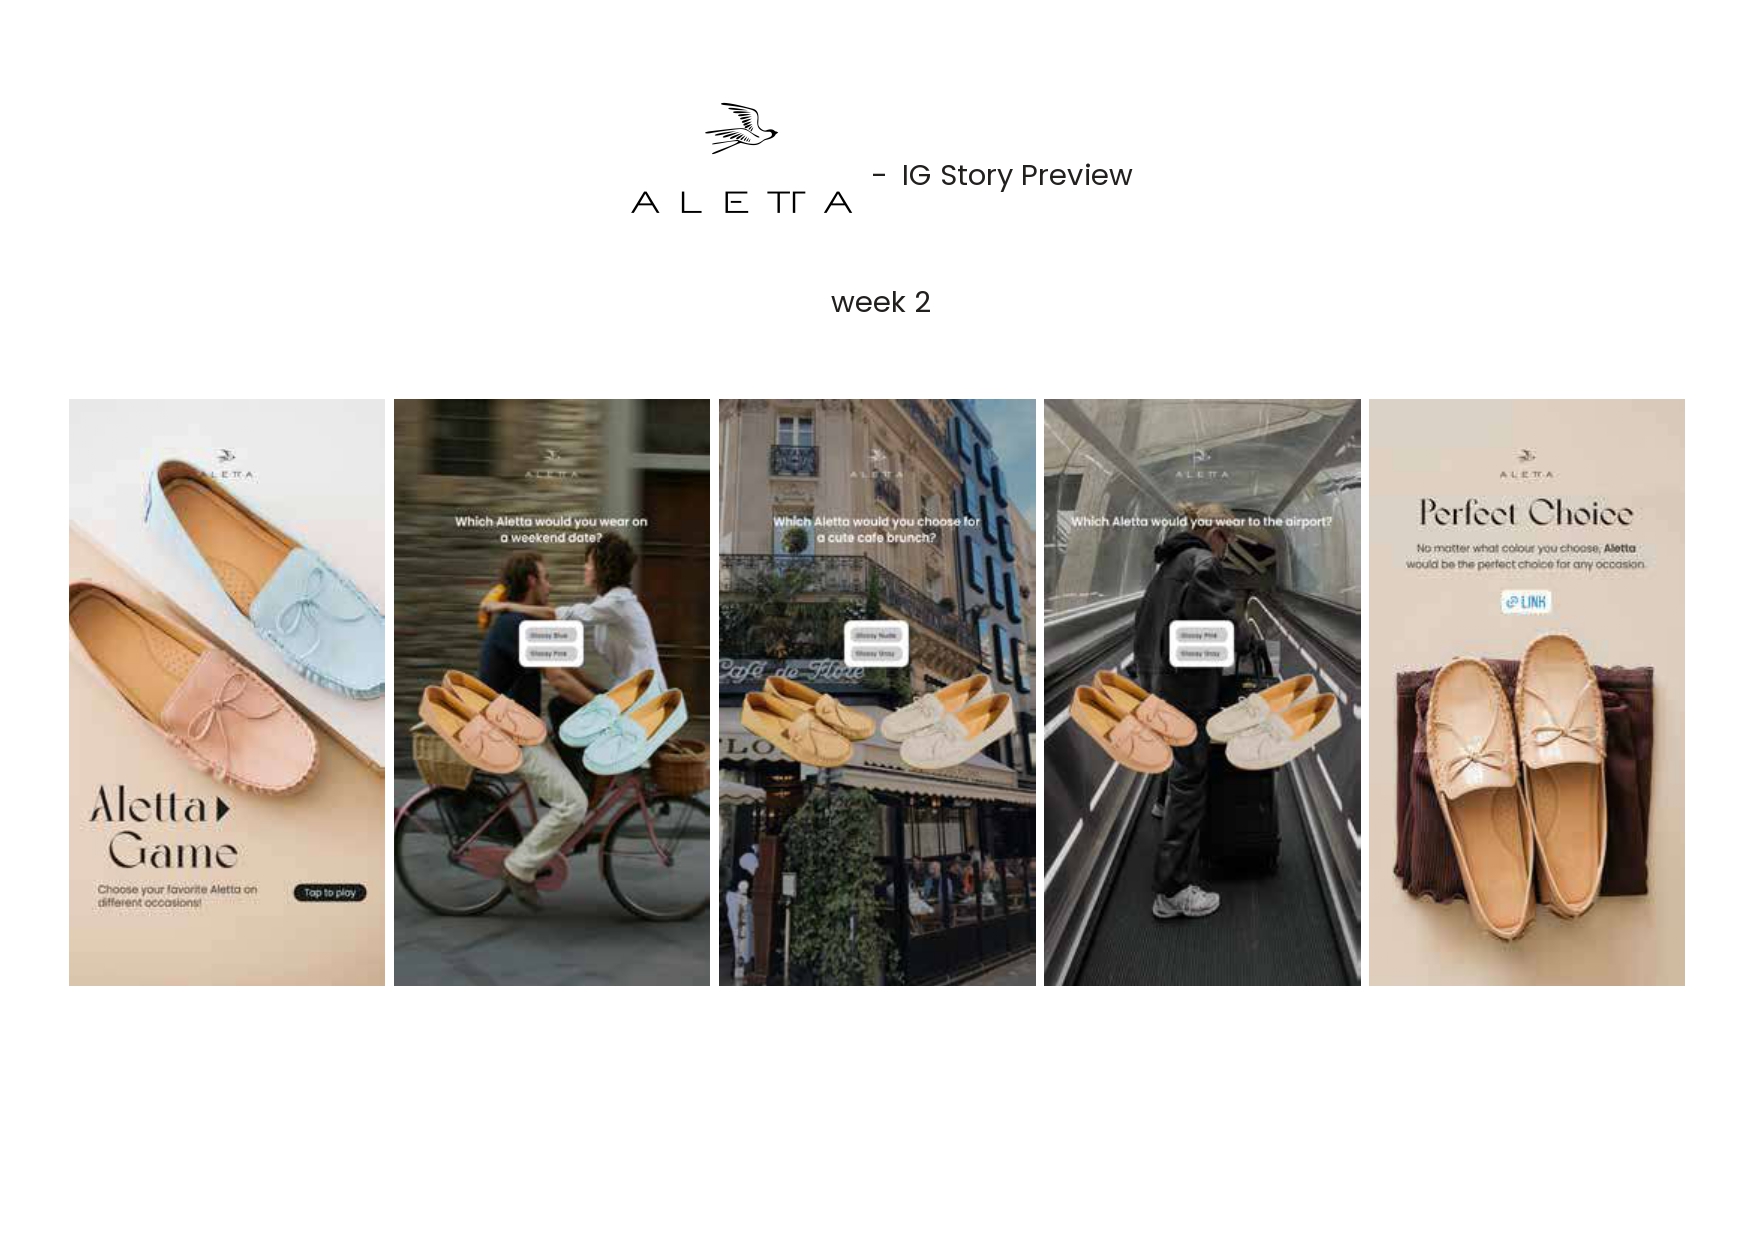 ALETTA
- IG Story Preview
week 2
ALETTA
Aletta
Game
Choose your favorite Aletta on
different occasions!
Tap to play
ALETTA
Which Aletta would you wear on
a weekend date?
Glossy Blue
Glossy Pink
ALETTA
Which Aletta would you choose for
a cute cafe brunch?
Glossy Nude
Glossy Gray
Café de Flore
FLO
ALETTA
Which Aletta would you wear to the airport?
Glossy Pink
Glossy Gray
ALETTA
Perfect Choice
No matter what colour you choose, Aletta
would be the perfect choice for any occasion.
LINK